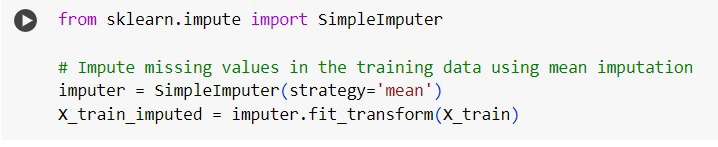 from sklearn.impute import SimpleImputer
# Impute missing values in the training data using mean imputation
imputer = SimpleImputer(strategy='mean')
X_train_imputed = imputer.fit_transform(X_train)